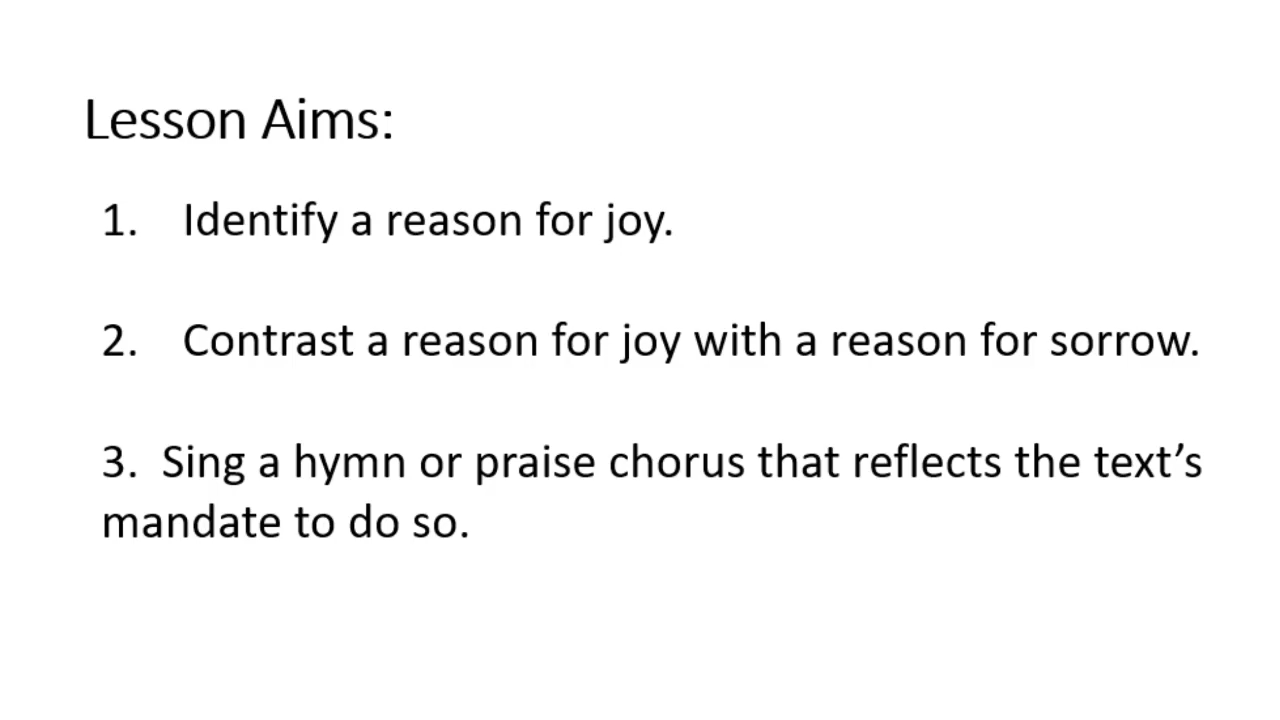 Lesson Aims:
1. Identify a reason for joy.
2. Contrast a reason for joy with a reason for sorrow.
3. Sing a hymn or praise chorus that reflects the text’s
mandate to do so.